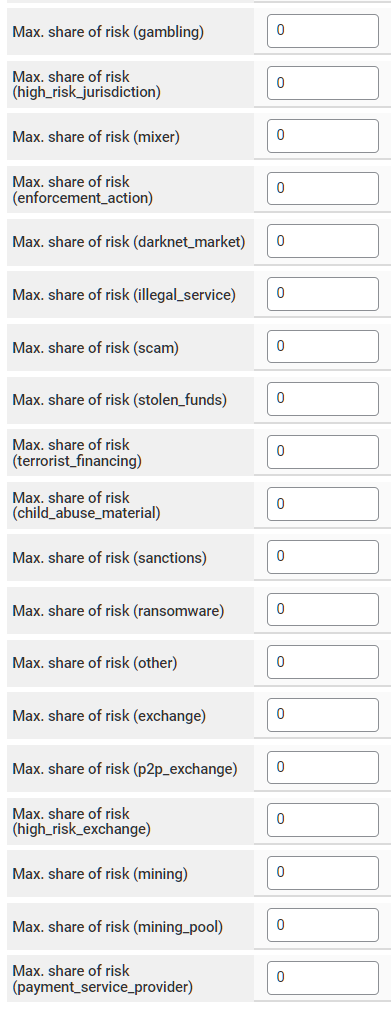 Max. share of risk (gambling)
0
Max. share of risk
(high_risk_jurisdiction)
0
Max. share of risk (mixer)
0
Max. share of risk
(enforcement_action)
0
Max. share of risk (darknet_market)
0
Max. share of risk (illegal_service)
0
Max. share of risk (scam)
0
Max. share of risk (stolen_funds)
0
Max. share of risk
(terrorist_financing)
0
Max. share of risk
(child_abuse_material)
0
Max. share of risk (sanctions)
0
Max. share of risk (ransomware)
0
Max. share of risk (other)
0
Max. share of risk (exchange)
0
Max. share of risk (p2p_exchange)
0
Max. share of risk
(high_risk_exchange)
0
Max. share of risk (mining)
0
Max. share of risk (mining_pool)
0
Max. share of risk
(payment_service_provider)
0